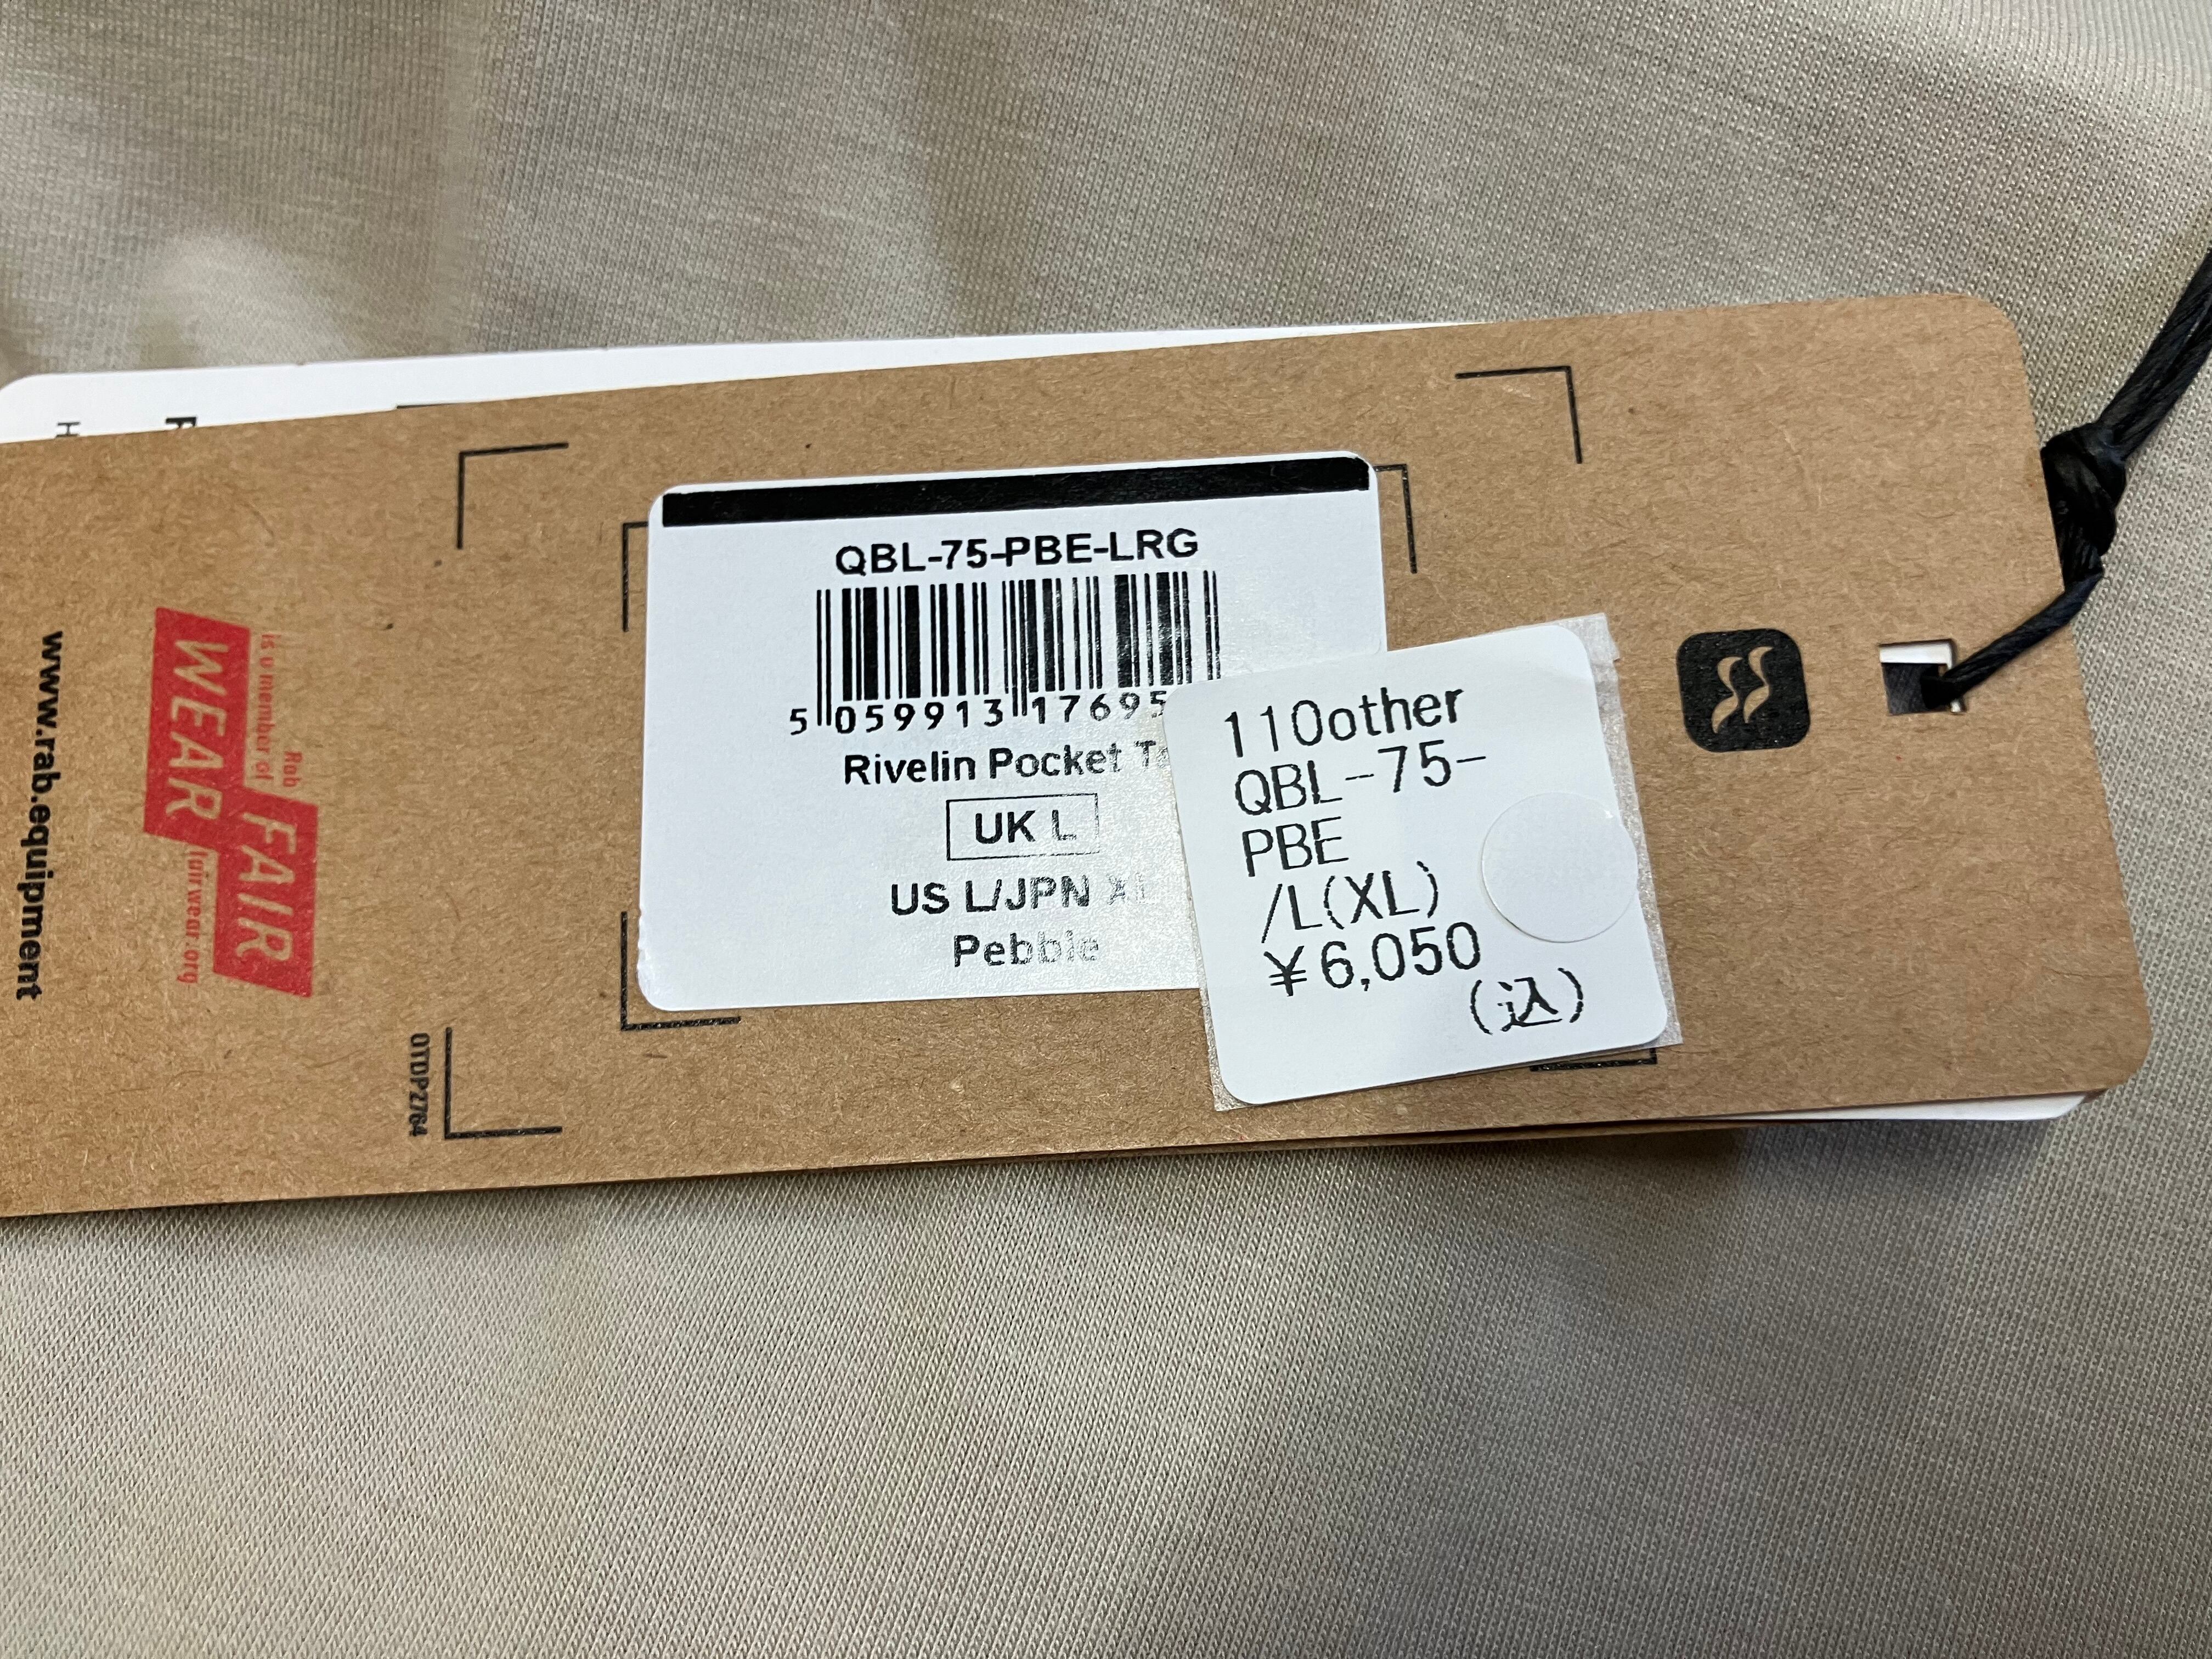 www.rab.equipment
Rab
is a member of
WEAR
FAIR
fairwear.org
OTDP2764
QBL-75-PBE-LRG
5 059913 17695
Rivelin Pocket
UK L
US L/JPN
Pebble
110other
QBL-75-
PBE
/L(XL)
¥6,050
(込)